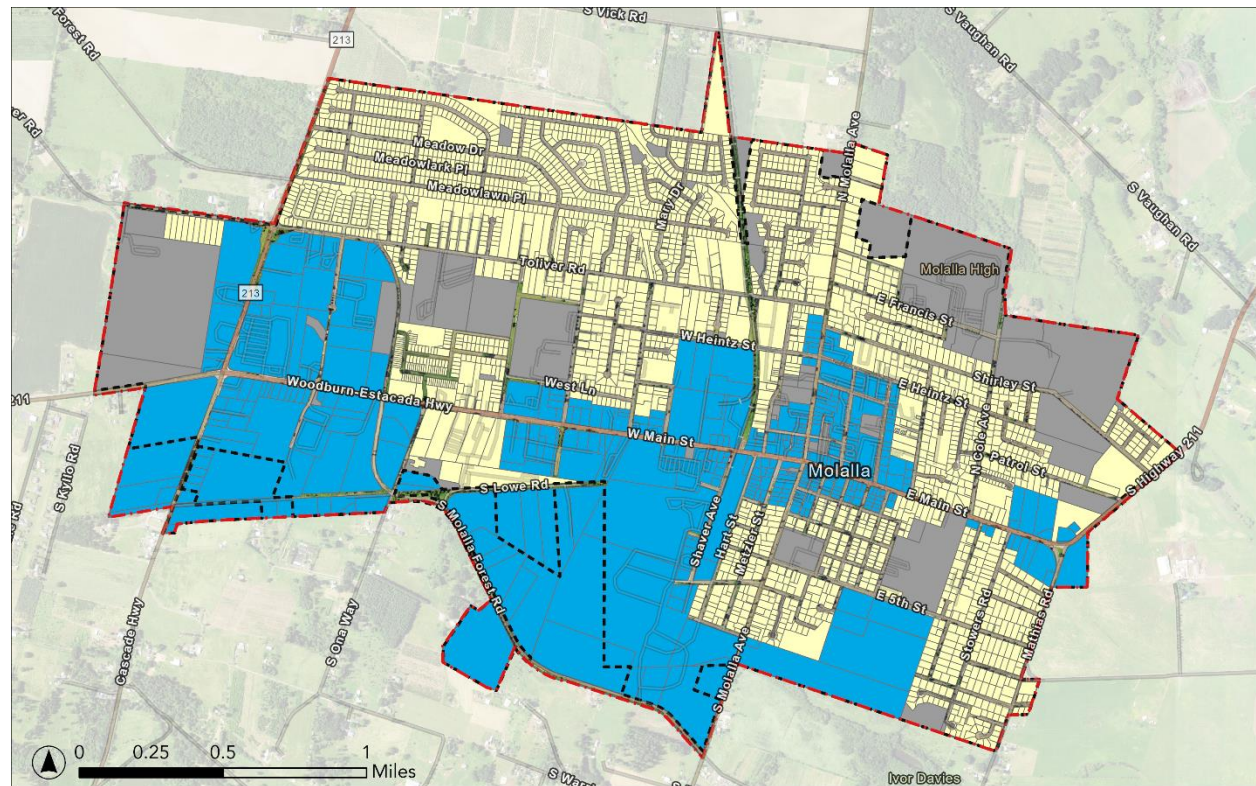 S Vick Rd
213
S Vaughan Rd
Forest Rd
N Molalla Ave
Meadow Dr
Meadowlark Pl
Meadowlawn Pl
Mary Dr
S Vaughan Rd
Toliver Rd
Molalla High
213
E Francis St
W Heintz St
Shirley St
E Heintz St
West Ln
Woodburn-Estacada Hwy
211
N Cole Ave
Patrol St
W Main St
Molalla
S Highway 211
E Main St
S Kyllo Rd
S Lowe Rd
Shaver Ave
Hart St
Metzler St
S Molalla Forest Rd
E 5th St
Stowers Rd
Mathias Rd
Cascade Hwy
S Ona Way
S Molalla Ave
0 0.25 0.5 1
Miles
Ivor Davies